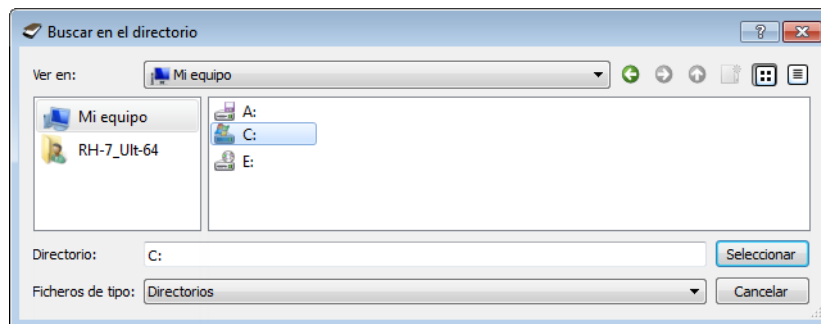 Buscar en el directorio
Ver en:
Mi equipo
Mi equipo
RH-7_Ult-64
A:
C:
E:
Directorio:
C:
Seleccionar
Ficheros de tipo:
Directorios
Cancelar